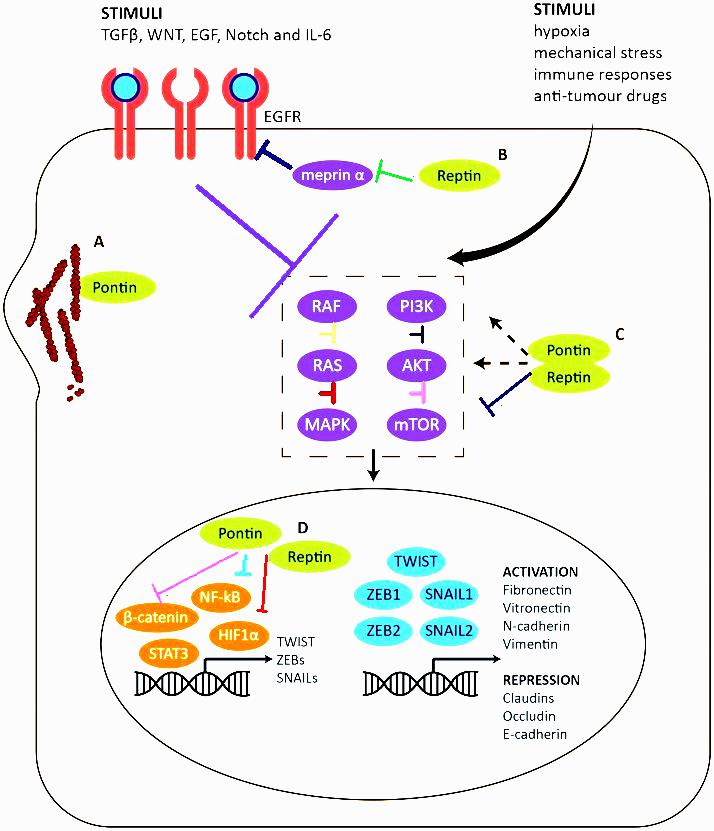 STIMULI
TGFβ, WNT, EGF, Notch and IL-6
STIMULI
hypoxia
mechanical stress
immune responses
anti-tumour drugs
EGFR
meprin α
Reptin
B
A
Pontin
RAF
PI3K
RAS
AKT
MAPK
mTOR
Pontin
Reptin
C
Pontin
D
Reptin
β-catenin
NF-kB
HIF1α
STAT3
TWIST
ZEBs
SNAILs
TWIST
ZEB1
SNAIL1
ZEB2
SNAIL2
ACTIVATION
Fibronectin
Vitronectin
N-cadherin
Vimentin
REPRESSION
Claudins
Occludin
E-cadherin